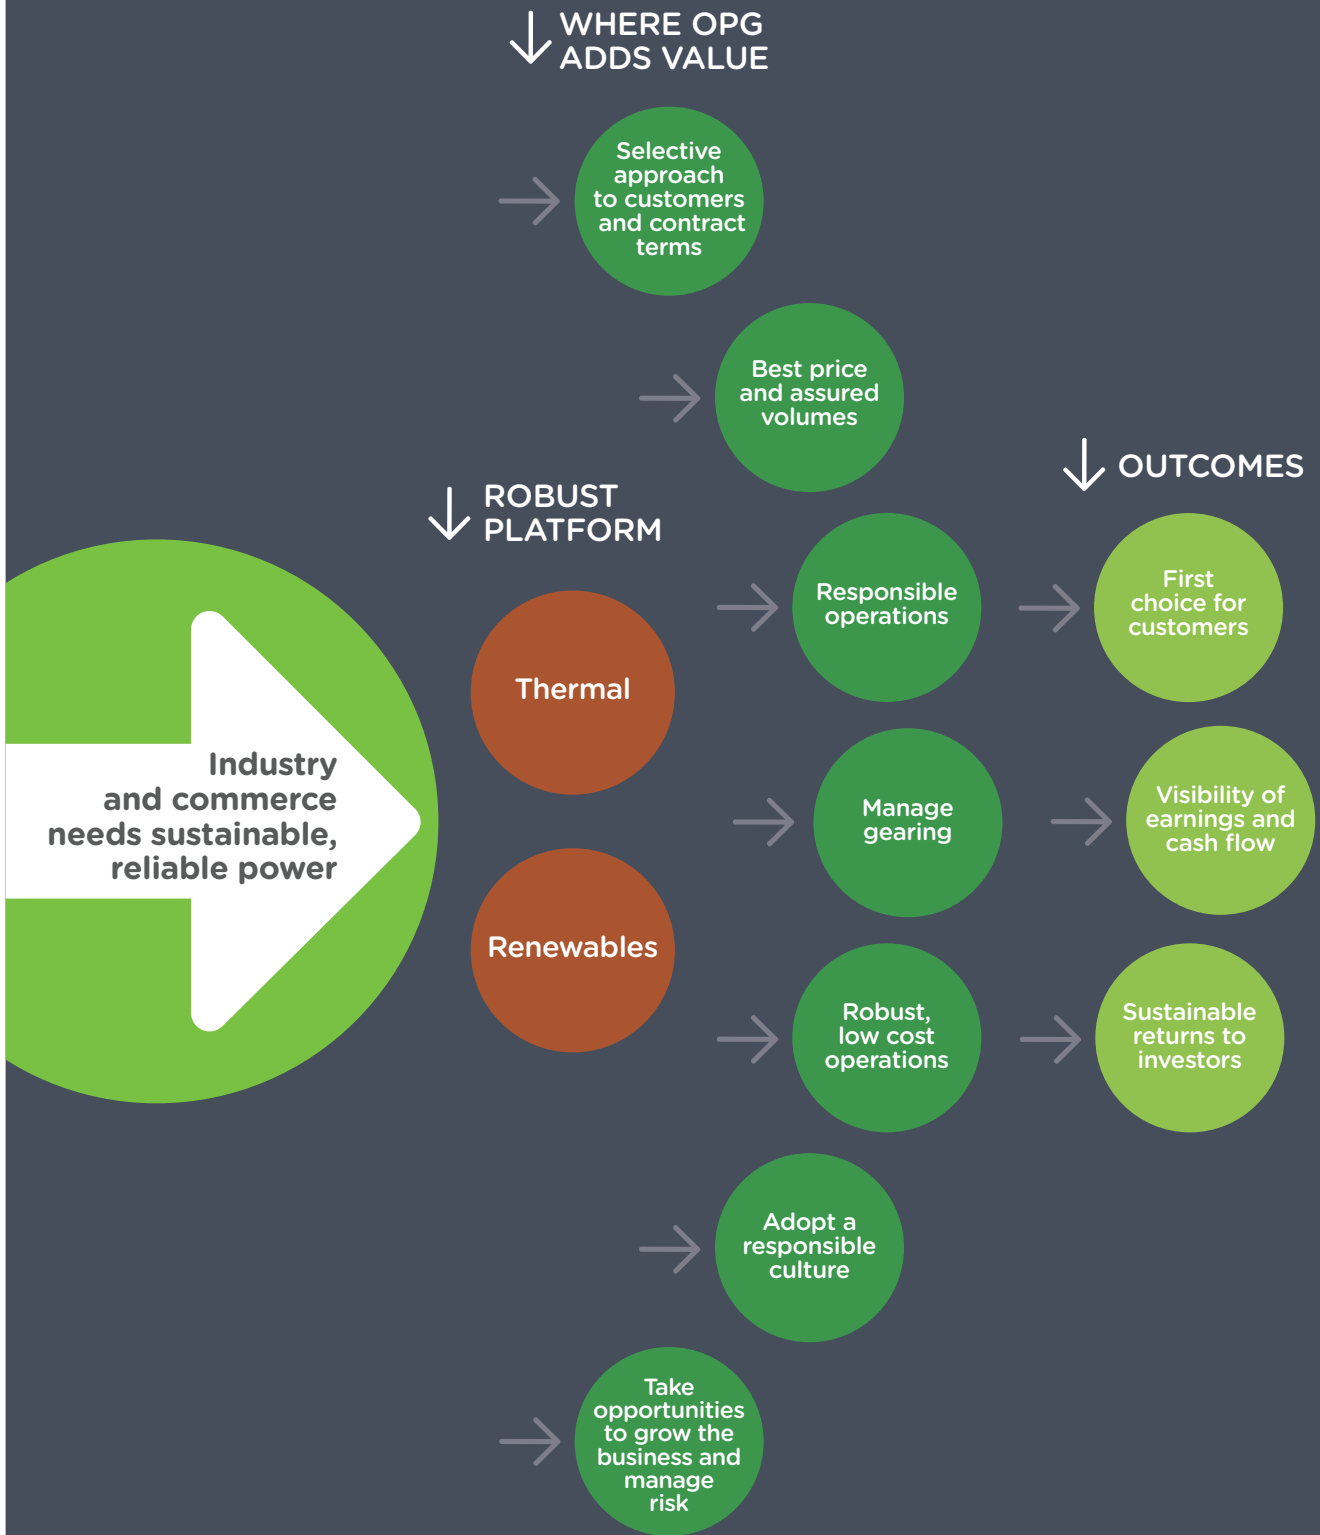 WHERE OPG
ADDS VALUE
Selective
approach
to customers
and contract
terms
Best price
and assured
volumes
OUTCOMES
ROBUST
PLATFORM
Responsible
operations
First
choice for
customers
Thermal
Industry
and commerce
needs sustainable,
reliable power
Manage
gearing
Visibility of
earnings and
cash flow
Renewables
Robust,
low cost
operations
Sustainable
returns to
investors
Adopt a
responsible
culture
Take
opportunities
to grow the
business and
manage
risk